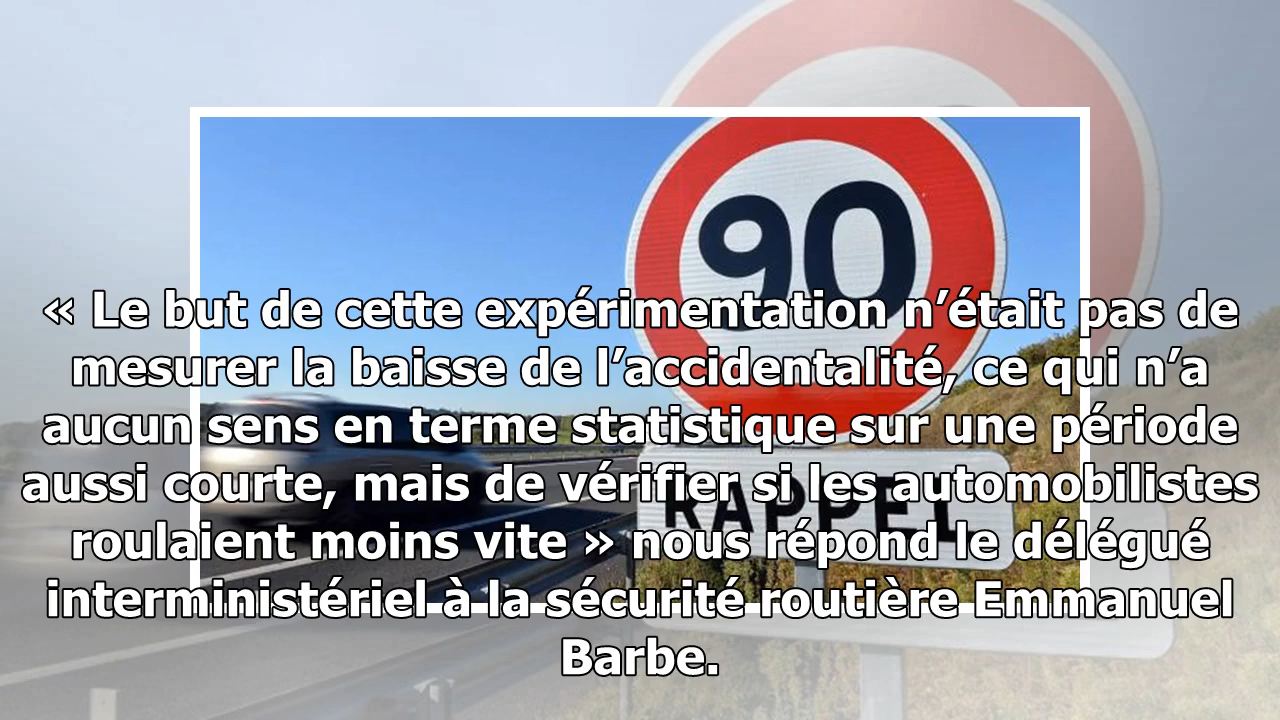 90
RAPPEL
« Le but de cette expérimentation n’était pas de
mesurer la baisse de l’accidentalité, ce qui n’a
aucun sens en terme statistique sur une période
aussi courte, mais de vérifier si les automobilistes
roulaient moins vite » nous répond le délégué
interministériel à la sécurité routière Emmanuel
Barbe.